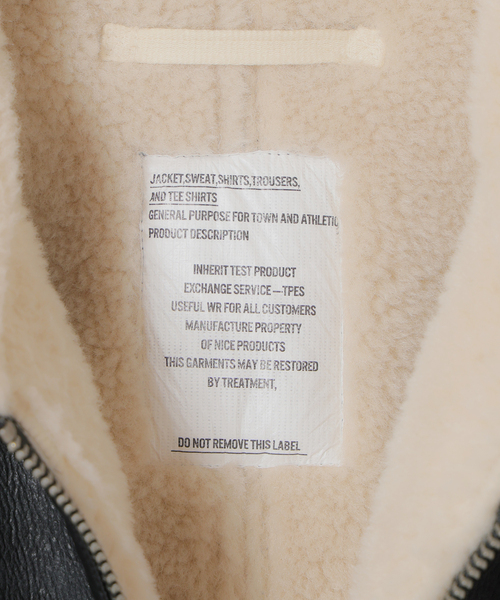 JACKET,SWEAT,SHIRTS,TROUSERS,
AND TEE SHIRTS
GENERAL PURPOSE FOR TOWN AND ATHLETIC
PRODUCT DESCRIPTION
INHERIT TEST PRODUCT
EXCHANGE SERVICE—TPES
USEFUL WR FOR ALL CUSTOMERS
MANUFACTURE PROPERTY
OF NICE PRODUCTS
THIS GARMENTS MAY BE RESTORED
BY TREATMENT,
DO NOT REMOVE THIS LABEL